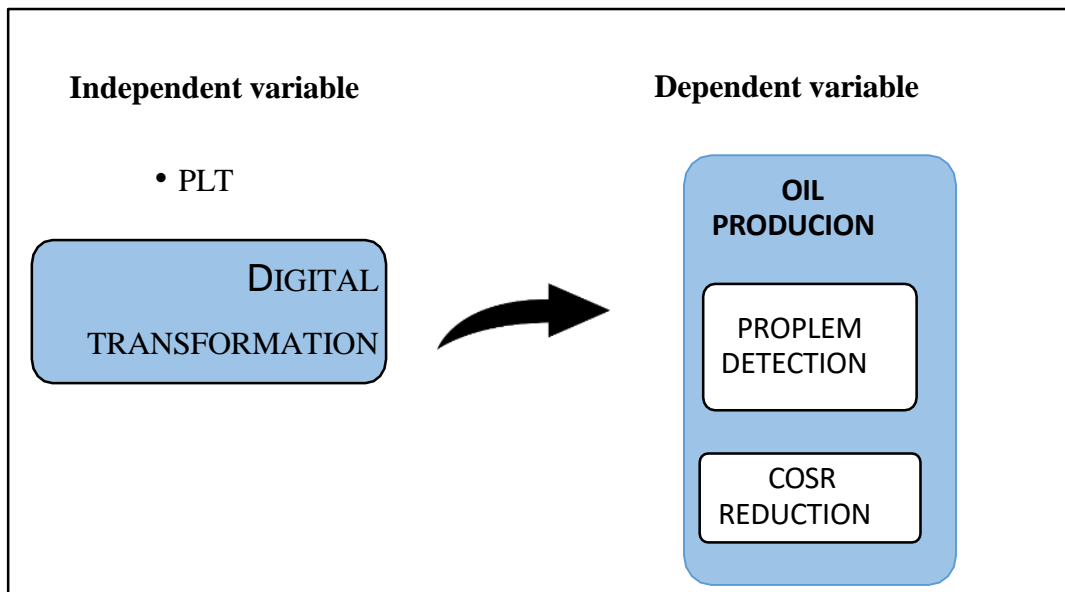 Independent variable
• PLT
DIGITAL
TRANSFORMATION
Dependent variable
OIL
PRODUCION
PROPLEM
DETECTION
COSR
REDUCTION